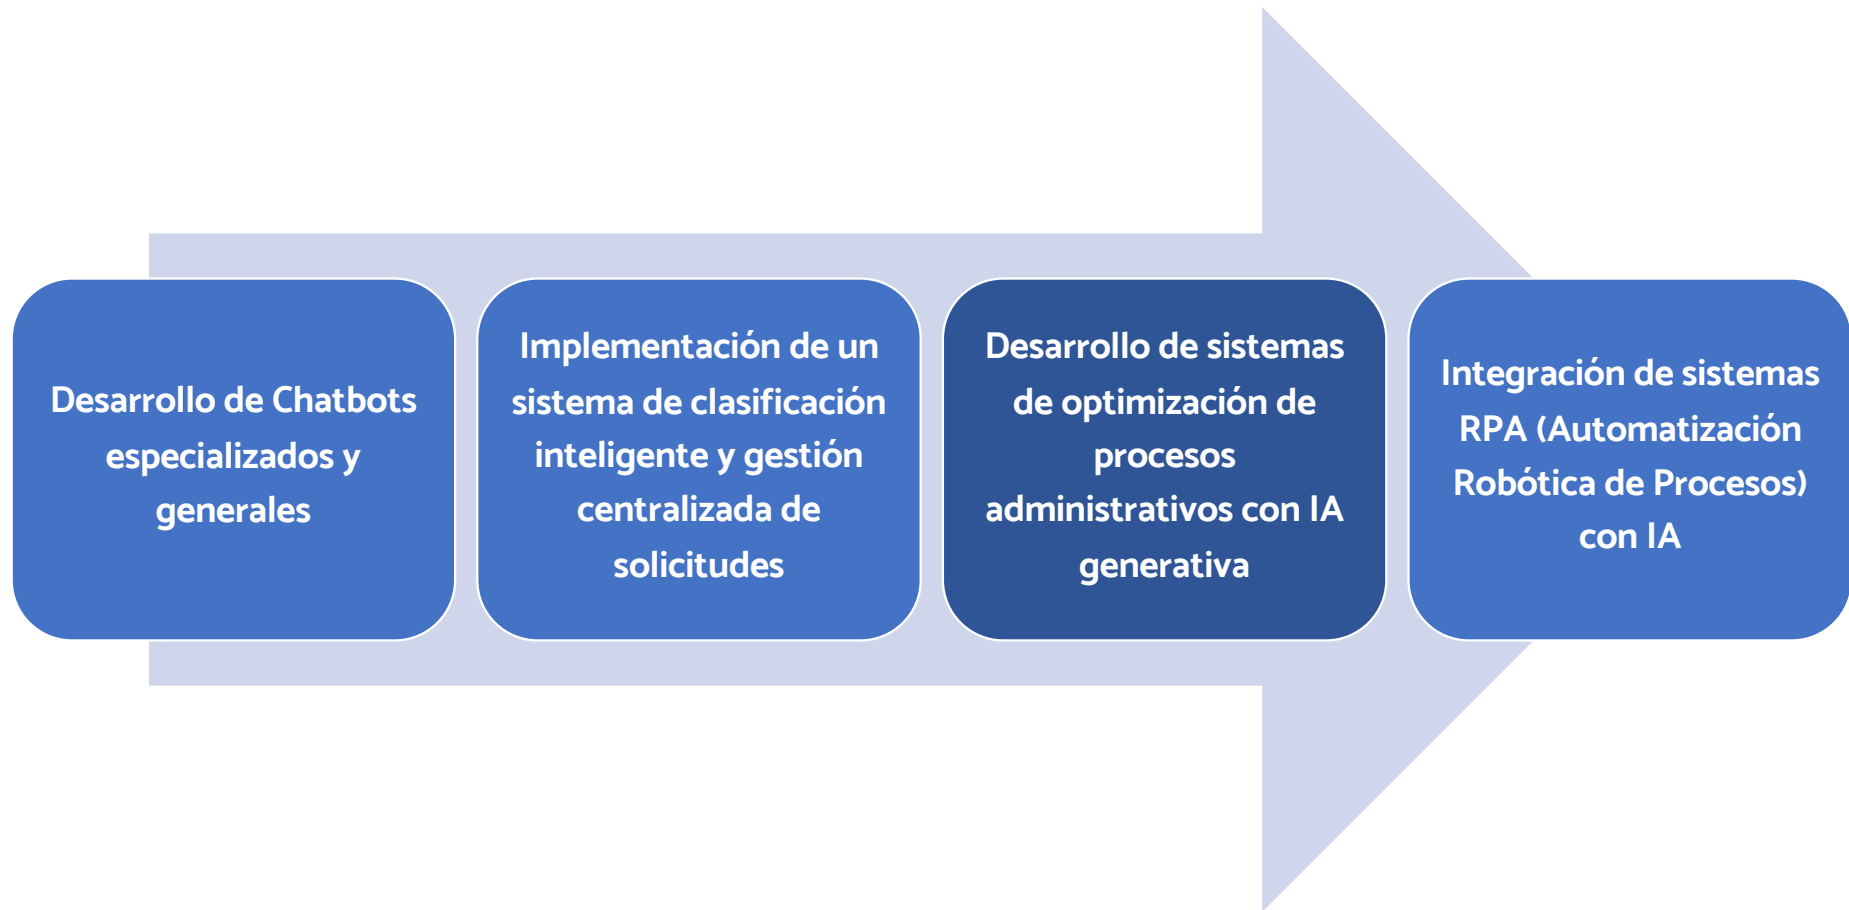 Desarrollo de Chatbots
especializados y
generales
Implementación de un
sistema de clasificación
inteligente y gestión
centralizada de
solicitudes
Desarrollo de sistemas
de optimización de
procesos
administrativos con IA
generativa
Integración de sistemas
RPA (Automatización
Robótica de Procesos)
con IA